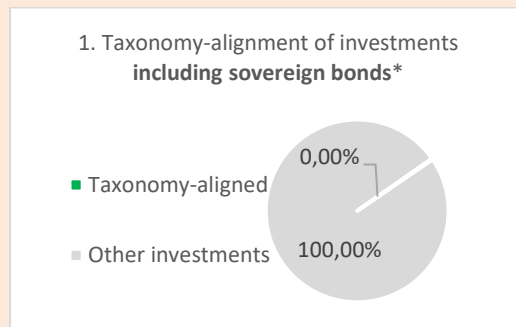 1. Taxonomy-alignment of investments
including sovereign bonds*
0,00%
Taxonomy-aligned
Other investments
100,00%